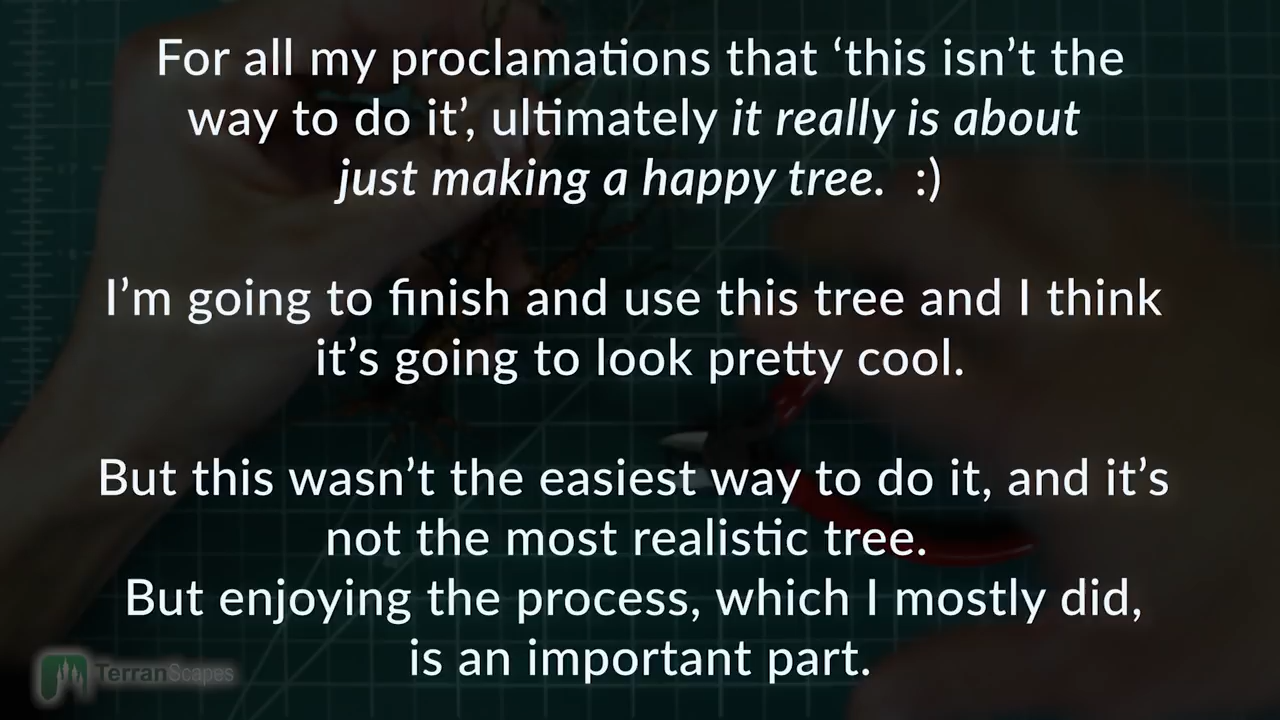 For all my proclamations that ‘this isn’t the
way to do it’, ultimately it really is about
just making a happy tree. :)
I’m going to finish and use this tree and I think
it’s going to look pretty cool.
But this wasn’t the easiest way to do it, and it’s
not the most realistic tree.
But enjoying the process, which I mostly did,
is an important part.
TerranScapes